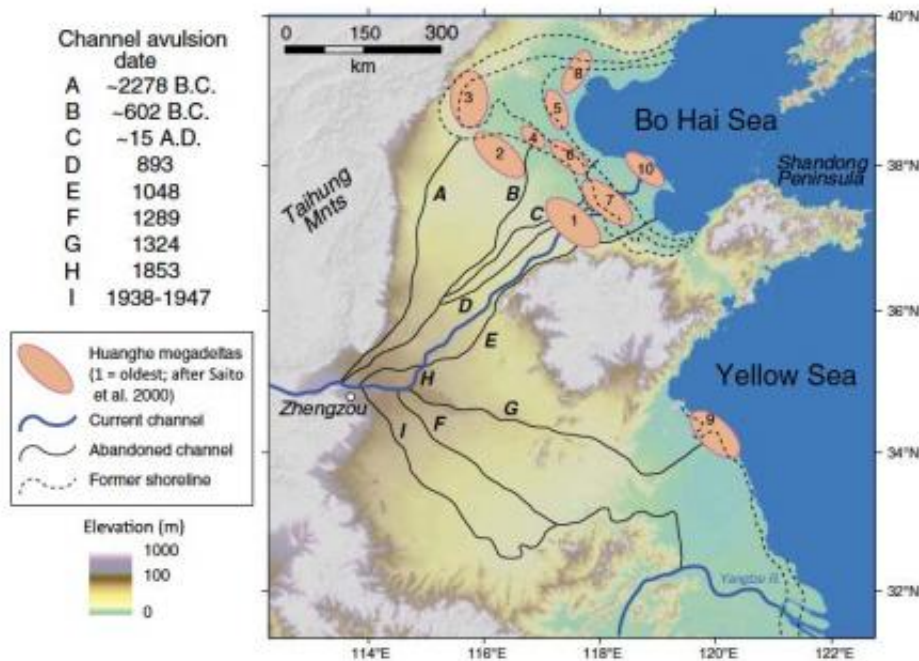 Channel avulsion
date
A ~2278 B.C.
B ~602 B.C.
C ~15 A.D.
D 893
E 1048
F 1289
G 1324
H 1853
I 1938-1947
Huanghe megadeltas
(1 = oldest; after Saito
et al. 2000)
Current channel
Abandoned channel
Former shoreline
Elevation (m)
1000
100
0
0 150 300
km
40°N
38°N
36°N
34°N
32°N
114°E 116°E 118°E 120°E 122°E
Bo Hai Sea
Shandong
Peninsula
Taihung
Mnts
Yellow Sea
Zhengzou
Yangtze R.
3
8
5
4
2
6
10
7
1
9
A
B
C
D
E
H
G
F
I